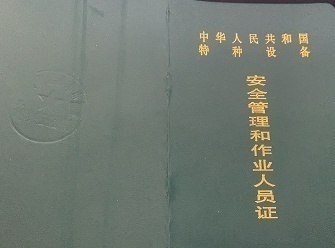 中华人民共和国
特种设备
安全管理和作业人员证